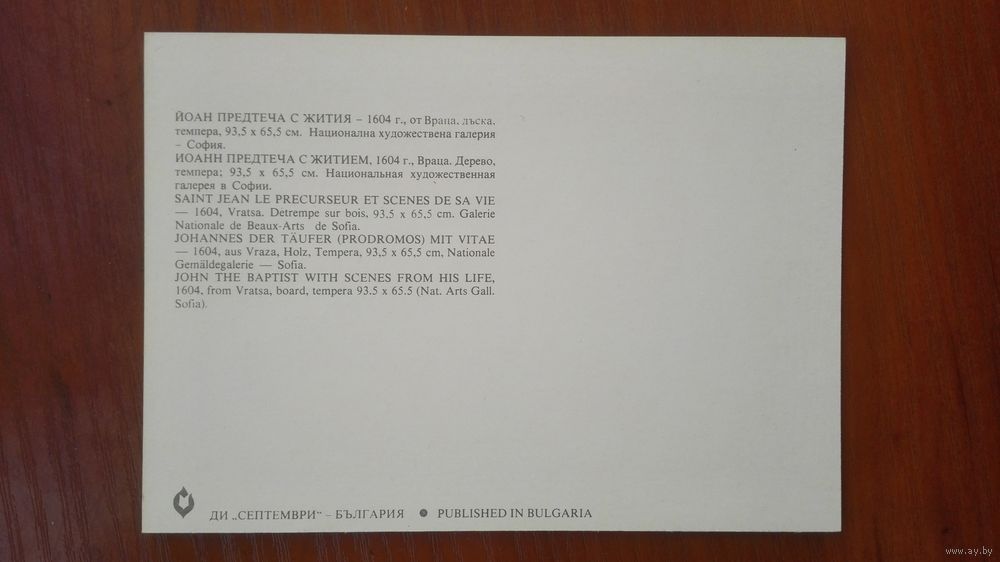 ЙОАН ПРЕДТЕЧА С ЖИТИЯ – 1604 г., от Враца, дъска,
темпера, 93,5 x 65,5 см. Национална художествена галерия
– София.
ИОАНН ПРЕДТЕЧА С ЖИТИЕМ, 1604 г., Враца. Дерево,
темпера; 93,5 x 65,5 см. Национальная художественная
галерея в Софии.
SAINT JEAN LE PRECURSEUR ET SCENES DE SA VIE
— 1604, Vratsa. Detrempe sur bois, 93,5 x 65,5 cm. Galerie
Nationale de Beaux-Arts de Sofia.
JOHANNES DER TÄUFER (PRODROMOS) MIT VITAE
— 1604, aus Vraza, Holz, Tempera, 93,5 x 65,5 cm, Nationale
Gemäldegalerie — Sofia.
JOHN THE BAPTIST WITH SCENES FROM HIS LIFE,
1604, from Vratsa, board, tempera 93.5 x 65.5 (Nat. Arts Gall.
Sofia).
ДИ „СЕПТЕМВРИ“ – БЪЛГАРИЯ ● PUBLISHED IN BULGARIA
www.ay.by